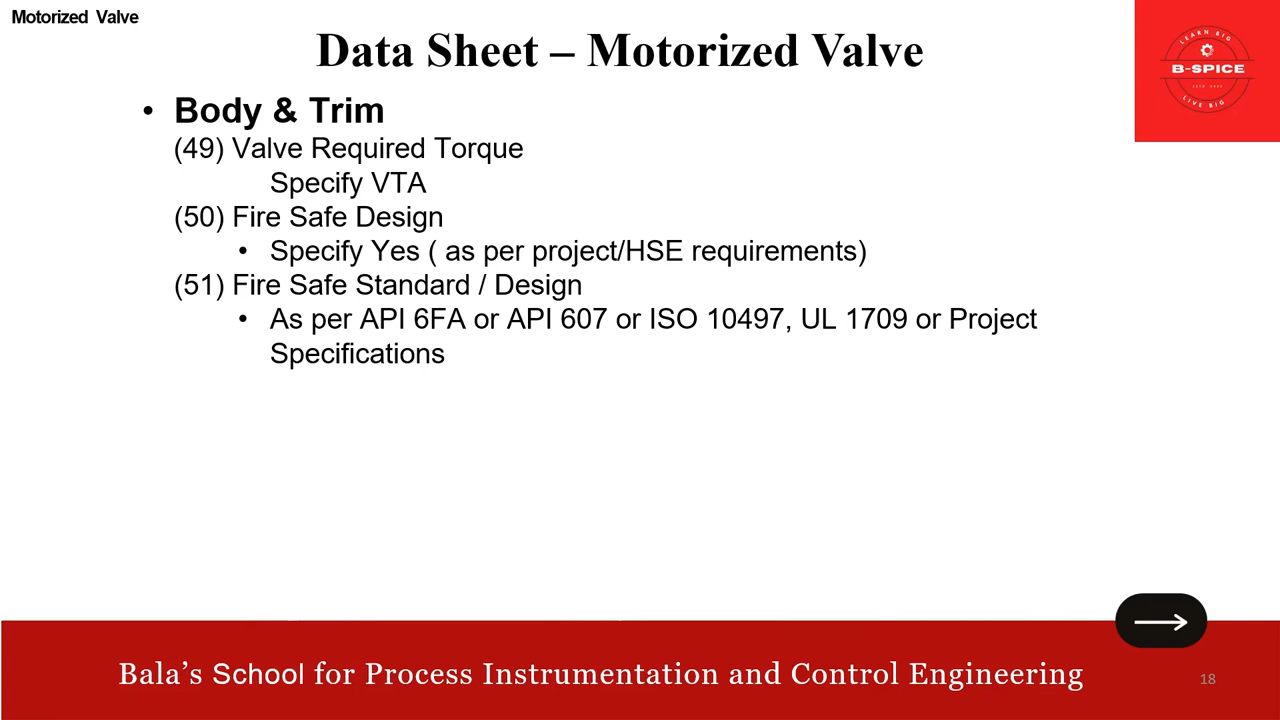 Motorized Valve
Data Sheet – Motorized Valve
LEARN BIG
B-SPICE
LIVE BIG
• Body & Trim
(49) Valve Required Torque
Specify VTA
(50) Fire Safe Design
• Specify Yes ( as per project/HSE requirements)
(51) Fire Safe Standard / Design
• As per API 6FA or API 607 or ISO 10497, UL 1709 or Project
Specifications
Bala’s School for Process Instrumentation and Control Engineering
18